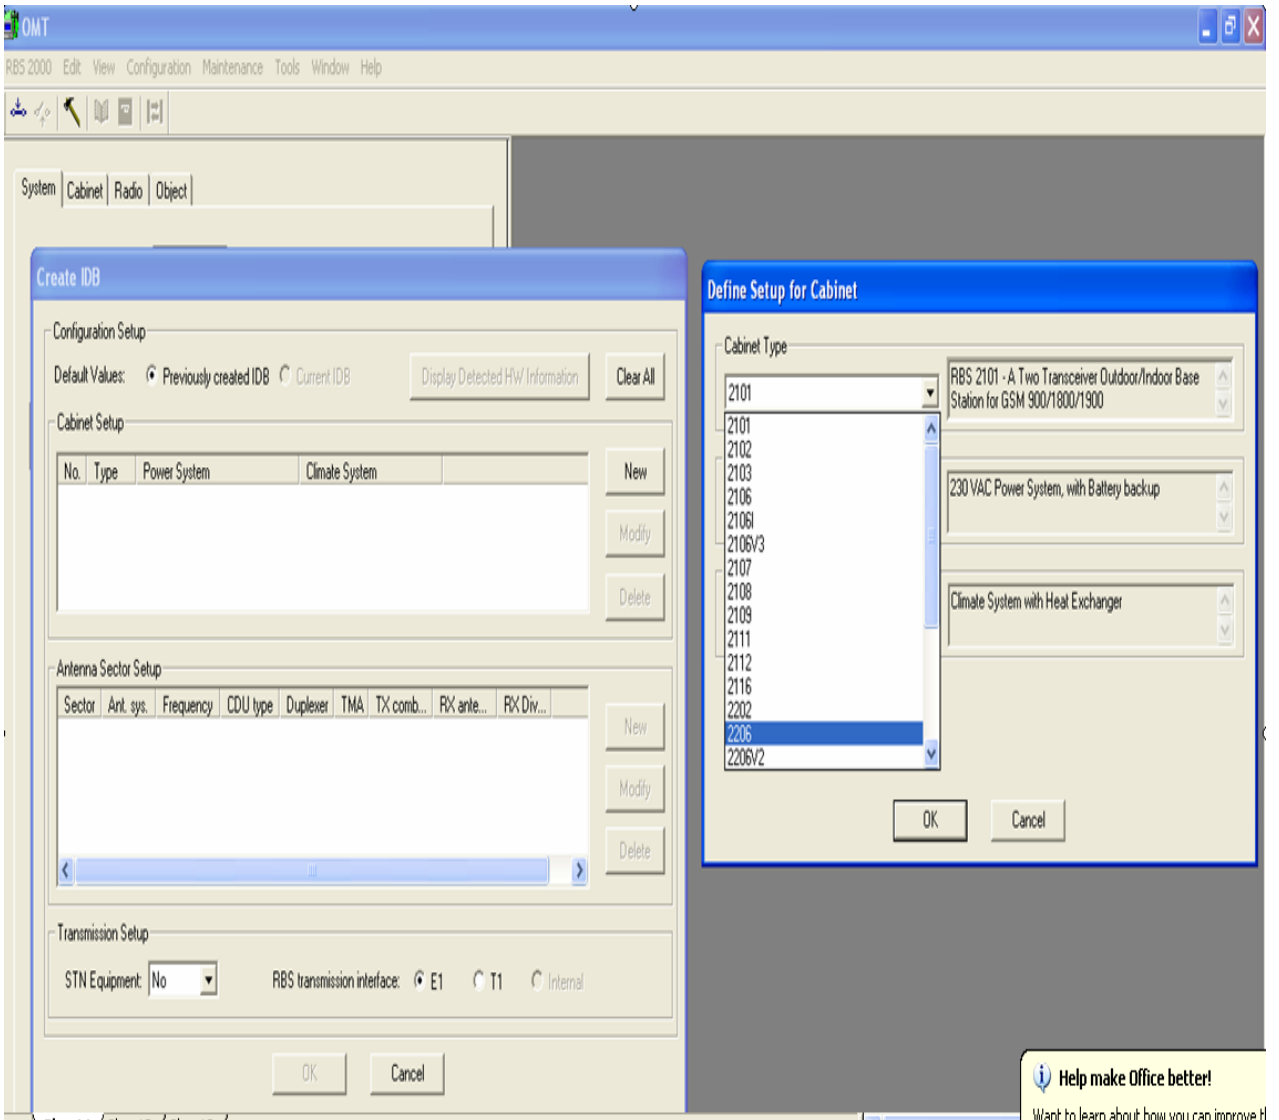 OMT
RBS 2000 Edit View Configuration Maintenance Tools Window Help
System Cabinet Radio Object
Create IDB
Configuration Setup
Default Values: Previously created IDB Current IDB Display Detected HW Information Clear All
Cabinet Setup
No. Type Power System Climate System
New
Modify
Delete
Antenna Sector Setup
Sector Ant. sys. Frequency CDU type Duplexer TMA TX comb... RX ante... RX Div...
New
Modify
Delete
Transmission Setup
STN Equipment: No RBS transmission interface: E1 T1 Internal
OK Cancel
Define Setup for Cabinet
Cabinet Type
2101
RBS 2101 - A Two Transceiver Outdoor/Indoor Base
Station for GSM 900/1800/1900
2101
2102
2103
2106
2106I
2106V3
2107
2108
2109
2111
2112
2116
2202
2206
2206V2
230 VAC Power System, with Battery backup
Climate System with Heat Exchanger
OK Cancel
Help make Office better!
Want to learn about how you can improve